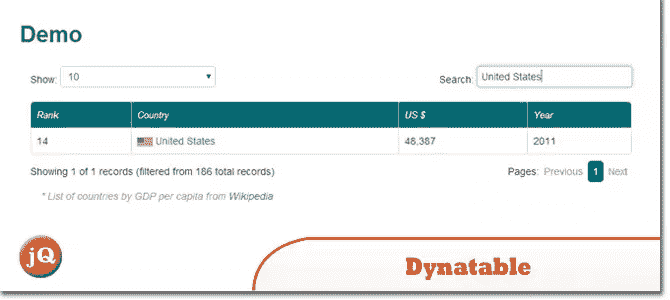 Demo
Show: 10 Search: United States
Rank Country US $ Year
14 United States 48,387 2011
Showing 1 of 1 records (filtered from 186 total records) Pages: Previous 1 Next
* List of countries by GDP per capita from Wikipedia
jQ Dynatable